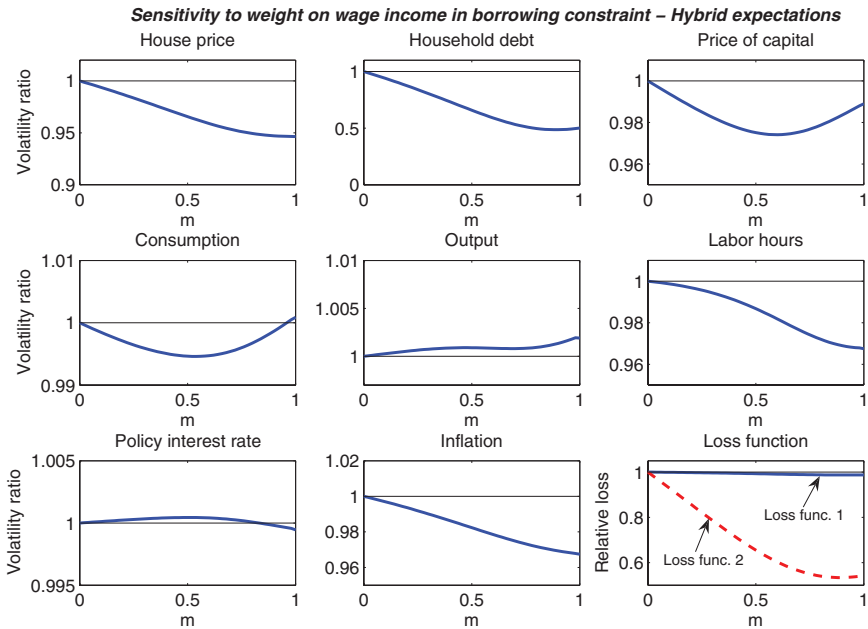 Sensitivity to weight on wage income in borrowing constraint – Hybrid expectations
House price
Volatility ratio
1
0.95
0.9
0
0.5
1
m
Household debt
1
0.5
0
0
0.5
1
m
Price of capital
1
0.98
0.96
0
0.5
1
m
Consumption
Volatility ratio
1.01
1
0.99
0
0.5
1
m
Output
1.01
1.005
1
0
0.5
1
m
Labor hours
1
0.98
0.96
0
0.5
1
m
Policy interest rate
Volatility ratio
1.005
1
0.995
0
0.5
1
m
Inflation
1.02
1
0.98
0.96
0
0.5
1
m
Loss function
Relative loss
1
0.8
0.6
Loss func. 1
Loss func. 2
0
0.5
1
m